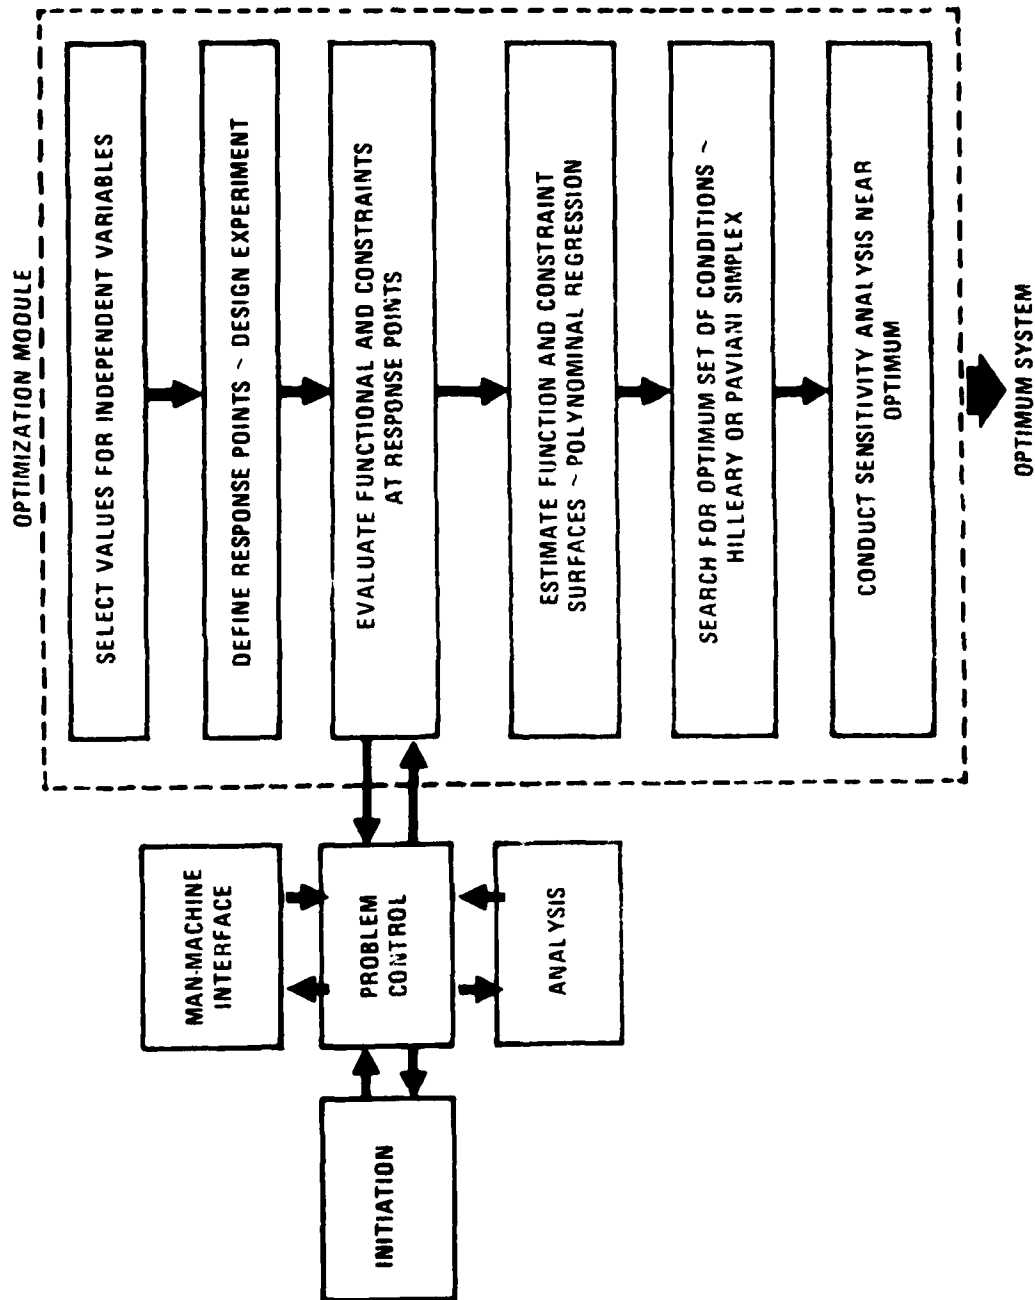 OPTIMIZATION MODULE
SELECT VALUES FOR INDEPENDENT VARIABLES
DEFINE RESPONSE POINTS ~ DESIGN EXPERIMENT
EVALUATE FUNCTIONAL AND CONSTRAINTS
AT RESPONSE POINTS
ESTIMATE FUNCTION AND CONSTRAINT
SURFACES ~ POLYNOMINAL REGRESSION
SEARCH FOR OPTIMUM SET OF CONDITIONS ~
HILLEARY OR PAVIANI SIMPLEX
CONDUCT SENSITIVITY ANALYSIS NEAR
OPTIMUM
OPTIMUM SYSTEM
MAN-MACHINE
INTERFACE
PROBLEM
CONTROL
ANALYSIS
INITIATION